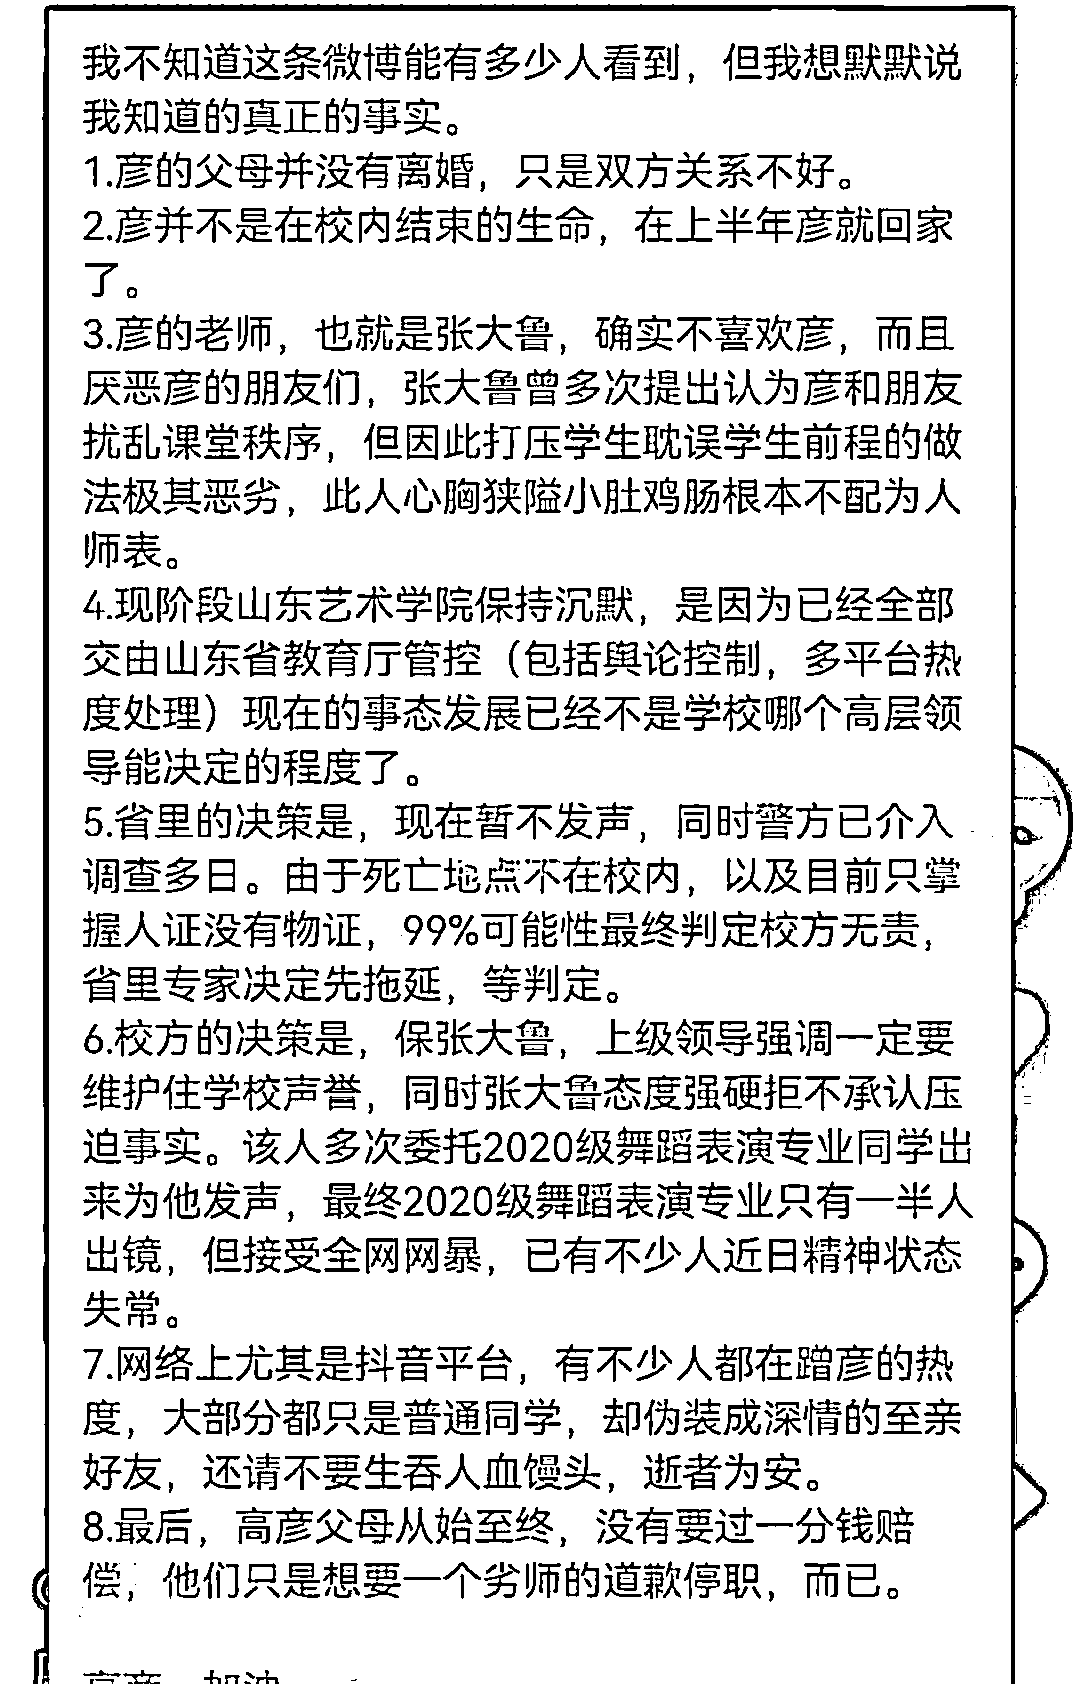 我不知道这条微博能有多少人看到，但我想默默说
我知道的真正的事实。
1.彦的父母并没有离婚，只是双方关系不好。
2.彦并不是在校内结束的生命，在上半年彦就回家
了。
3.彦的老师，也就是张大鲁，确实不喜欢彦，而且
厌恶彦的朋友们，张大鲁曾多次提出认为彦和朋友
扰乱课堂秩序，但因此打压学生耽误学生前程的做
法极其恶劣，此人心胸狭隘小肚鸡肠根本不配为人
师表。
4.现阶段山东艺术学院保持沉默，是因为已经全部
交由山东省教育厅管控（包括舆论控制，多平台热
度处理）现在的事态发展已经不是学校哪个高层领
导能决定的程度了。
5.省里的决策是，现在暂不发声，同时警方已介入
调查多日。由于死亡地点不在校内，以及目前只掌
握人证没有物证，99%可能性最终判定校方无责，
省里专家决定先拖延，等判定。
6.校方的决策是，保张大鲁，上级领导强调一定要
维护住学校声誉，同时张大鲁态度强硬拒不承认压
迫事实。该人多次委托2020级舞蹈表演专业同学出
来为他发声，最终2020级舞蹈表演专业只有一半人
出镜，但接受全网网暴，已有不少人近日精神状态
失常。
7.网络上尤其是抖音平台，有不少人都在蹭彦的热
度，大部分都只是普通同学，却伪装成深情的至亲
好友，还请不要生吞人血馒头，逝者为安。
8.最后，高彦父母从始至终，没有要过一分钱赔
偿，他们只是想要一个劣师的道歉停职，而已。